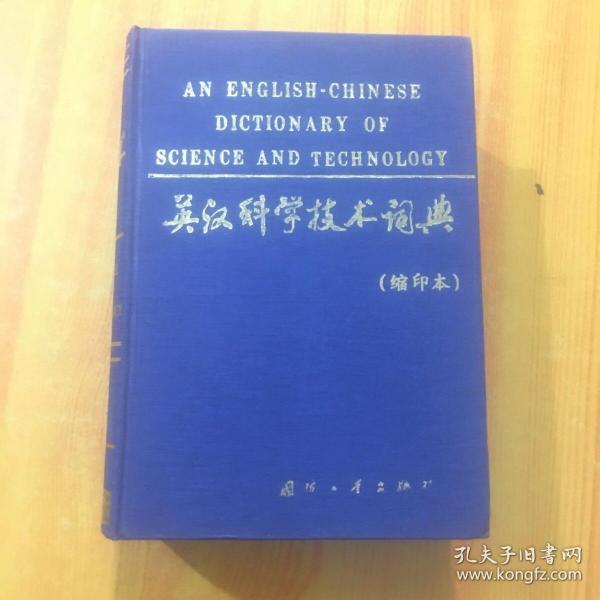 AN ENGLISH-CHINESE
DICTIONARY OF
SCIENCE AND TECHNOLOGY
英汉科学技术词典
(缩印本)
国防工业出版社
孔夫子旧书网
www.kongfz.com